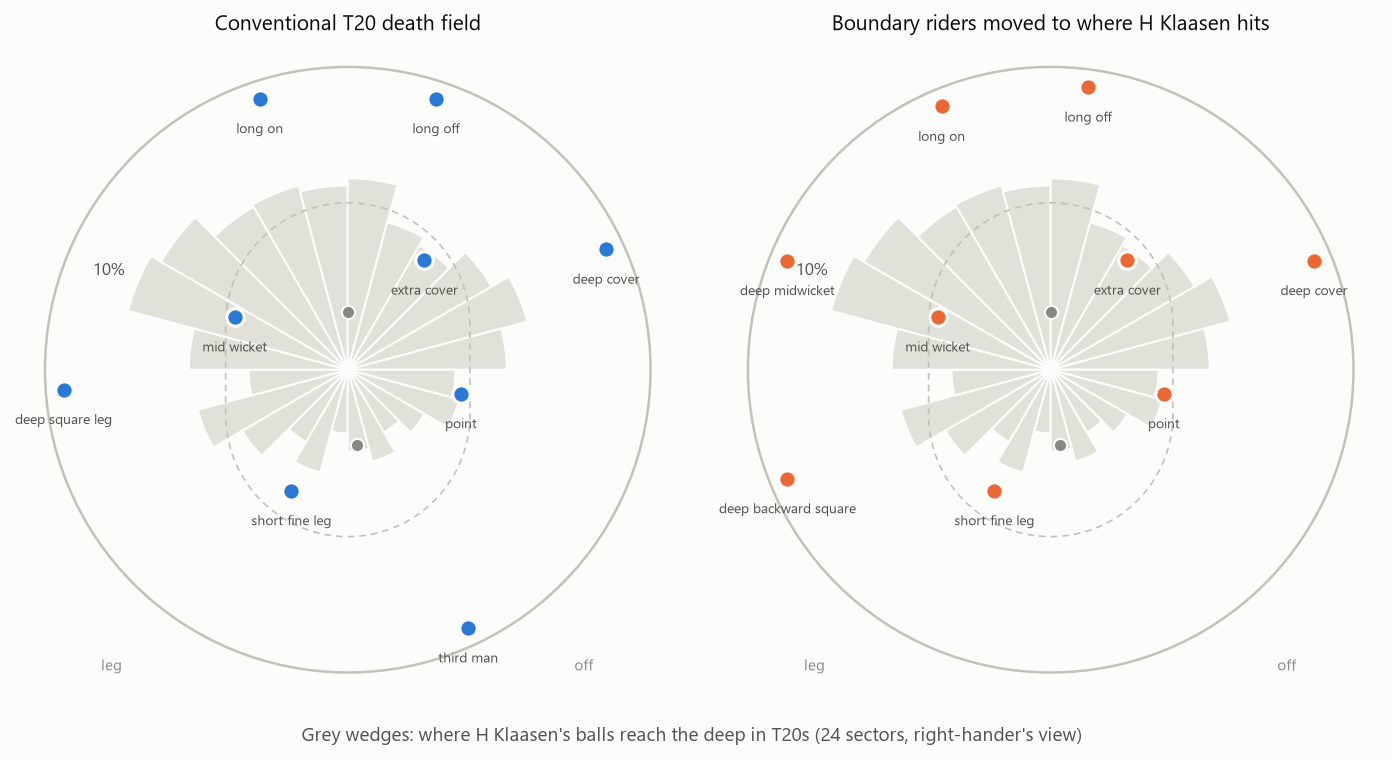 Conventional T20 death field
long on
long off
deep cover
10%
extra cover
mid wicket
deep square leg
point
short fine leg
third man
leg
off
Boundary riders moved to where H Klaasen hits
long off
long on
10%
deep midwicket
extra cover
deep cover
mid wicket
point
deep backward square
short fine leg
leg
off
Grey wedges: where H Klaasen's balls reach the deep in T20s (24 sectors, right-hander's view)